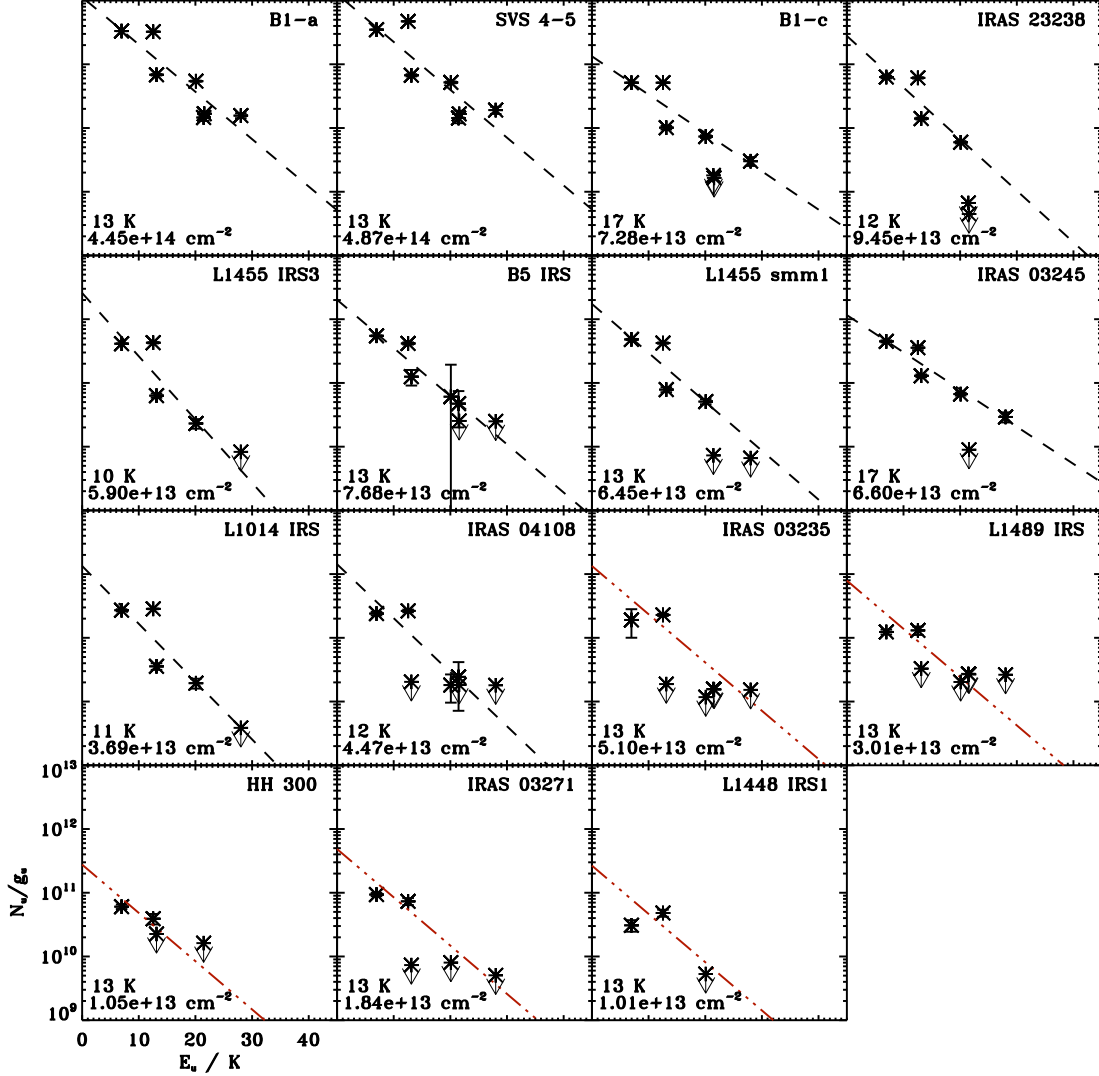 B1-a
13 K
4.45e+14 cm⁻²
SVS 4-5
13 K
4.87e+14 cm⁻²
B1-c
17 K
7.28e+13 cm⁻²
IRAS 23238
12 K
9.45e+13 cm⁻²
L1455 IRS3
10 K
5.90e+13 cm⁻²
B5 IRS
13 K
7.68e+13 cm⁻²
L1455 smm1
13 K
6.45e+13 cm⁻²
IRAS 03245
17 K
6.60e+13 cm⁻²
L1014 IRS
11 K
3.69e+13 cm⁻²
IRAS 04108
12 K
4.47e+13 cm⁻²
IRAS 03235
13 K
5.10e+13 cm⁻²
L1489 IRS
13 K
3.01e+13 cm⁻²
HH 300
13 K
1.05e+13 cm⁻²
IRAS 03271
13 K
1.84e+13 cm⁻²
L1448 IRS1
13 K
1.01e+13 cm⁻²
10¹³
10¹²
10¹¹
10¹⁰
10⁹
Nᵤ/gᵤ
0 10 20 30 40
Eᵤ / K